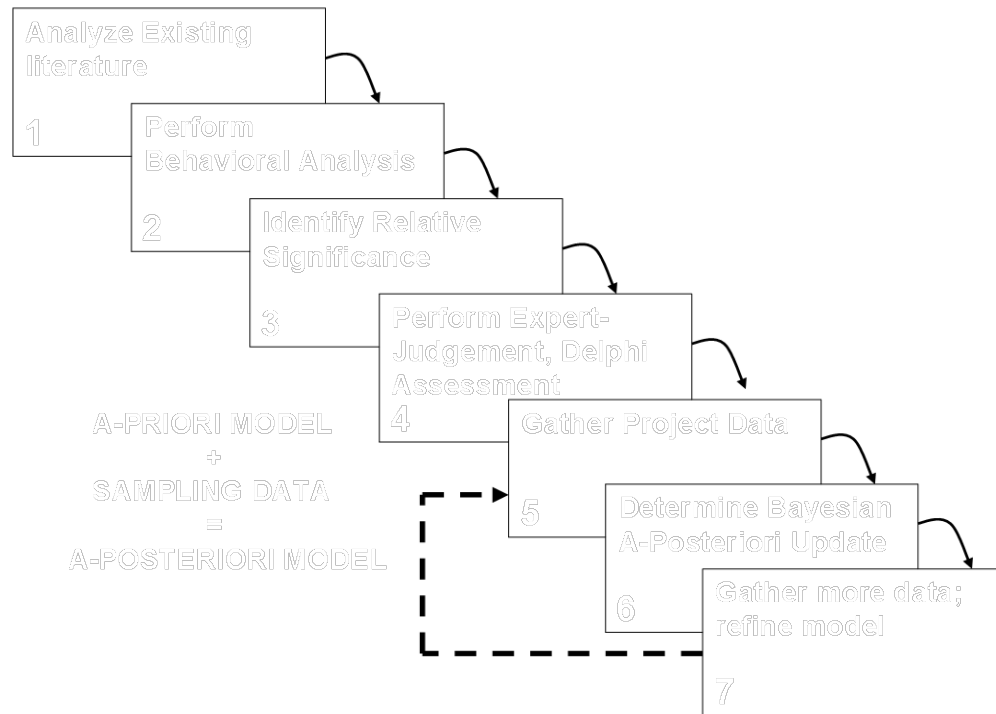 Analyze Existing
literature
1
Perform
Behavioral Analysis
2
Identify Relative
Significance
3
Perform Expert-
Judgement, Delphi
Assessment
4
A-PRIORI MODEL
+
SAMPLING DATA
=
A-POSTERIORI MODEL
Gather Project Data
5
Determine Bayesian
A-Posteriori Update
6
Gather more data;
refine model
7